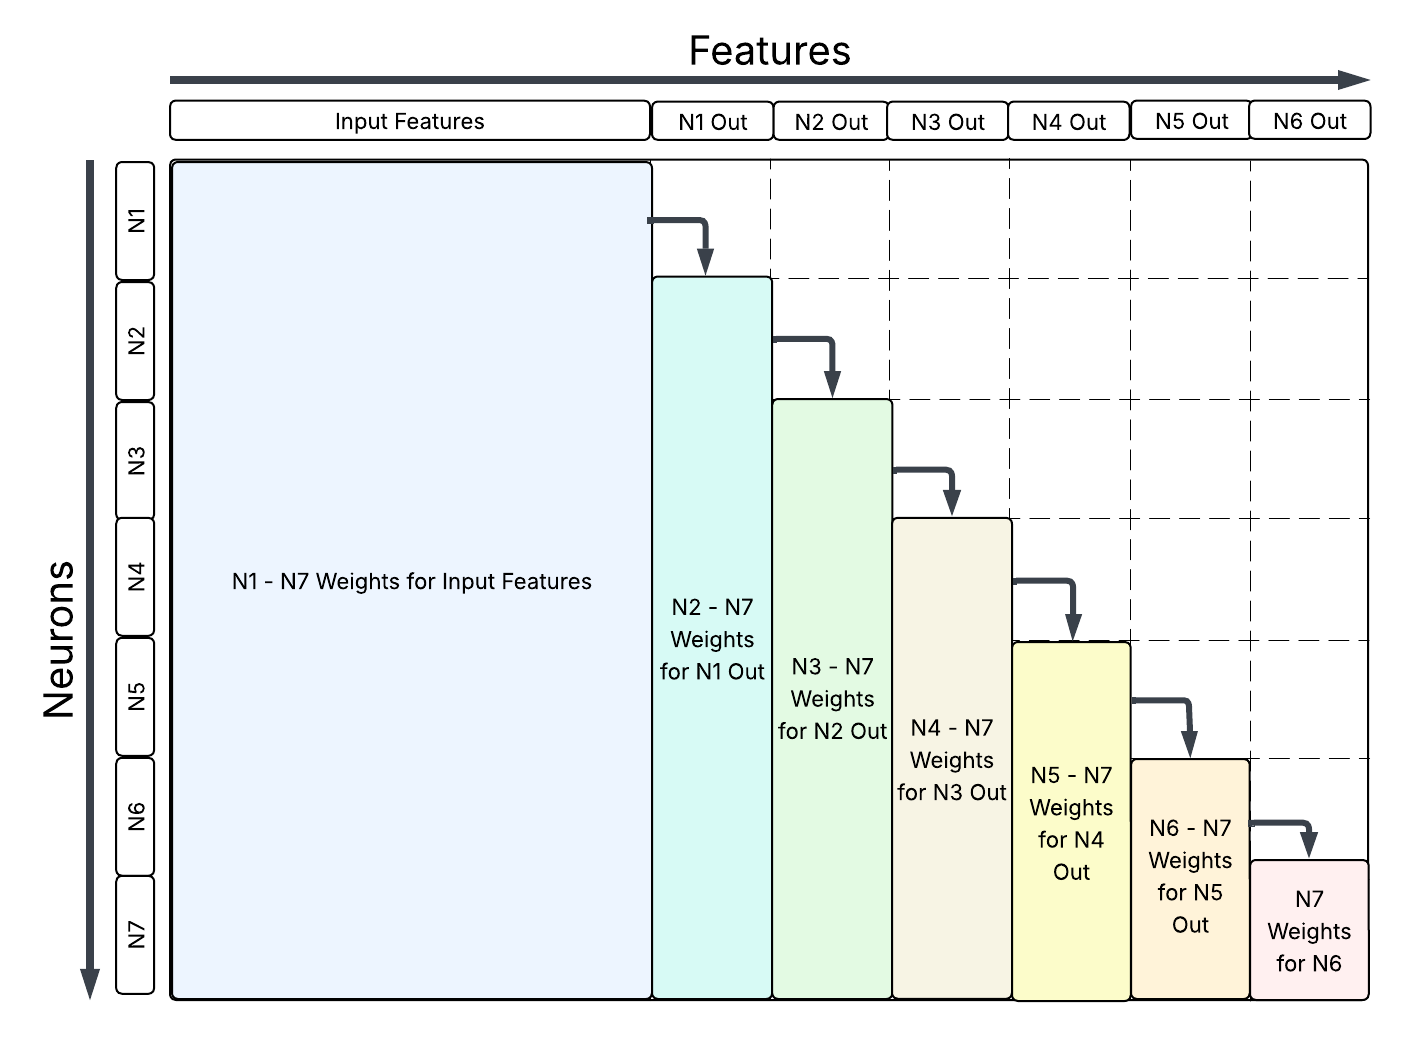 Features
Input Features
N1 Out
N2 Out
N3 Out
N4 Out
N5 Out
N6 Out
Neurons
N1
N2
N3
N4
N5
N6
N7
N1 - N7 Weights for Input Features
N2 - N7
Weights
for N1 Out
N3 - N7
Weights
for N2 Out
N4 - N7
Weights
for N3 Out
N5 - N7
Weights
for N4
Out
N6 - N7
Weights
for N5
Out
N7
Weights
for N6